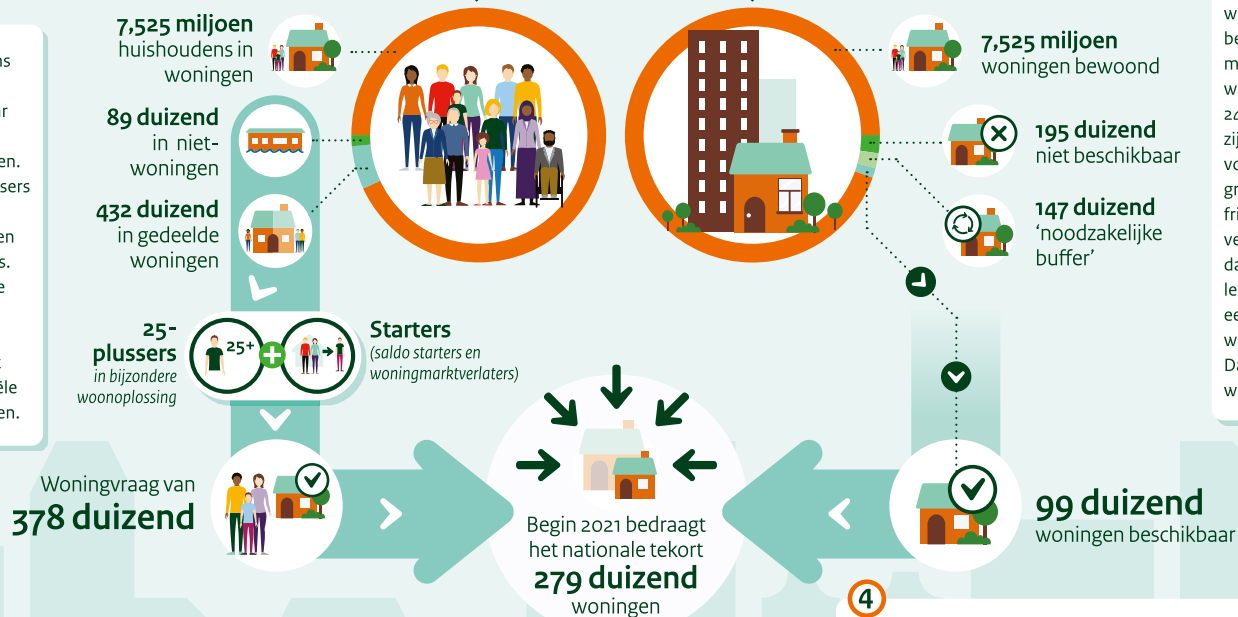 7,525 miljoen
huishoudens in
woningen
89 duizend
in niet-
woningen
432 duizend
in gedeelde
woningen
25-
plussers
in bijzondere
woonoplossing
25+
Starters
(saldo starters en
woningmarktverlaters)
Woningvraag van
378 duizend
Begin 2021 bedraagt
het nationale tekort
279 duizend
woningen
7,525 miljoen
woningen bewoond
195 duizend
niet beschikbaar
147 duizend
‘noodzakelijke
buffer’
99 duizend
woningen beschikbaar
4